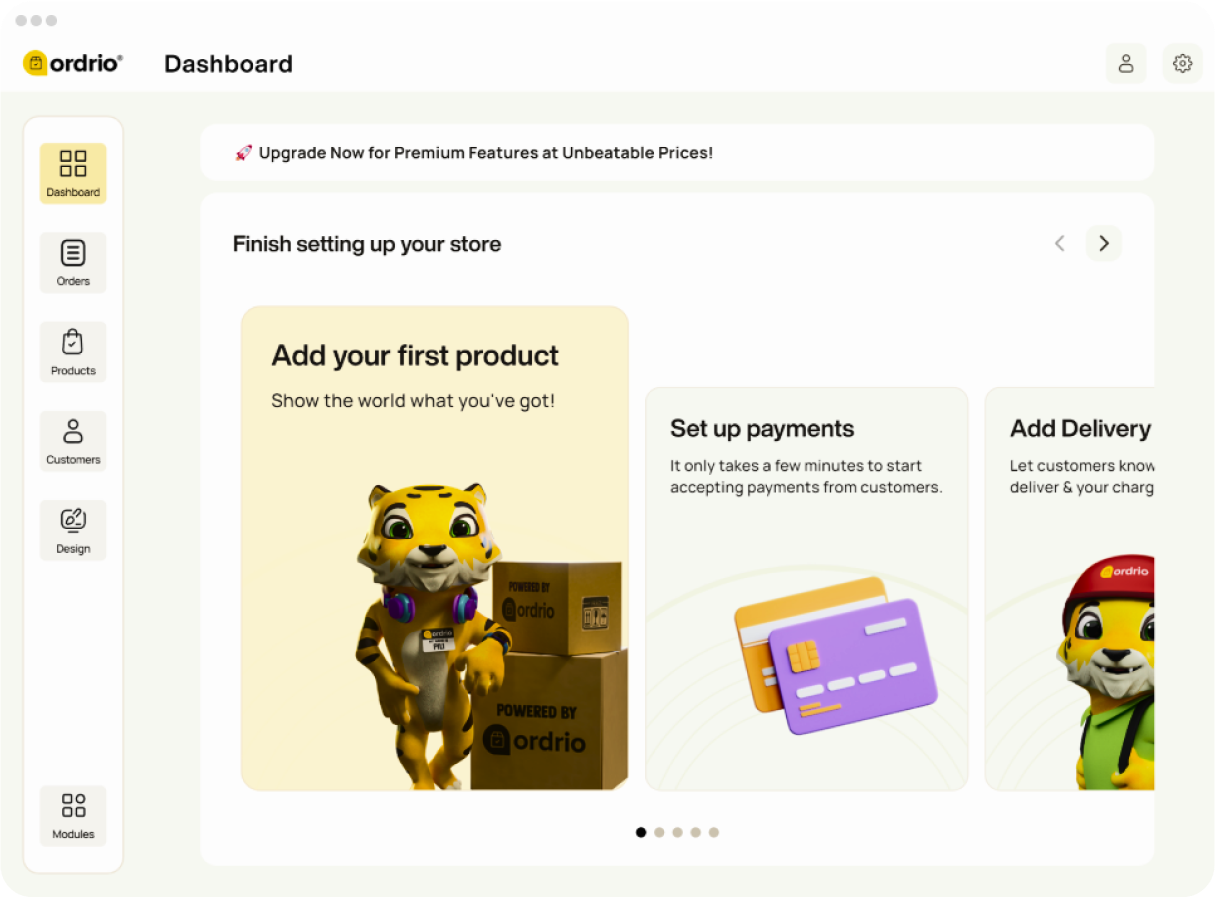 ordrio®
Dashboard
Dashboard
Orders
Products
Customers
Design
Modules
🚀 Upgrade Now for Premium Features at Unbeatable Prices!
Finish setting up your store
Add your first product
Show the world what you've got!
ordrio
POWERED BY
ordrio
POWERED BY
ordrio
Set up payments
It only takes a few minutes to start
accepting payments from customers.
Add Delivery
Let customers know
deliver & your charg
ordrio